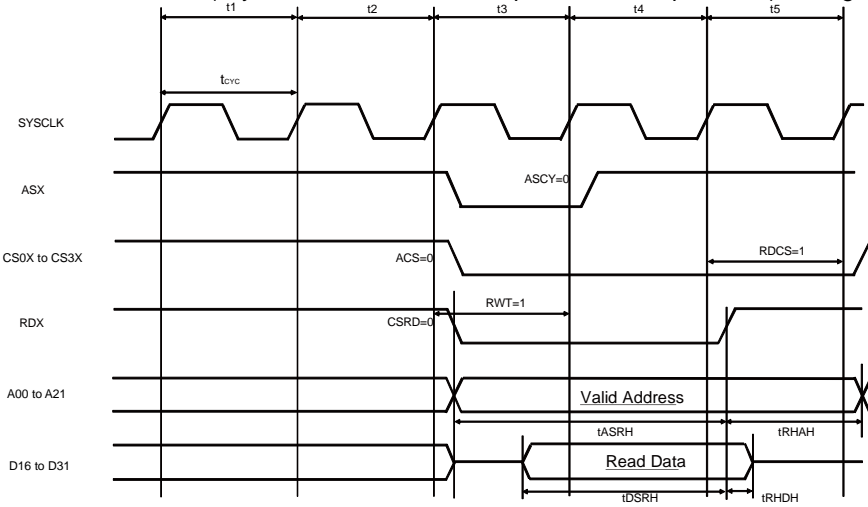 t1 t2 t3 t4 t5
tCYC
SYSCLK
ASX
ASCY=0
CS0X to CS3X
ACS=0
RDCS=1
RDX
CSRD=0
RWT=1
A00 to A21
Valid Address
tASRH
tRHAH
D16 to D31
Read Data
tDSRH
tRHDH